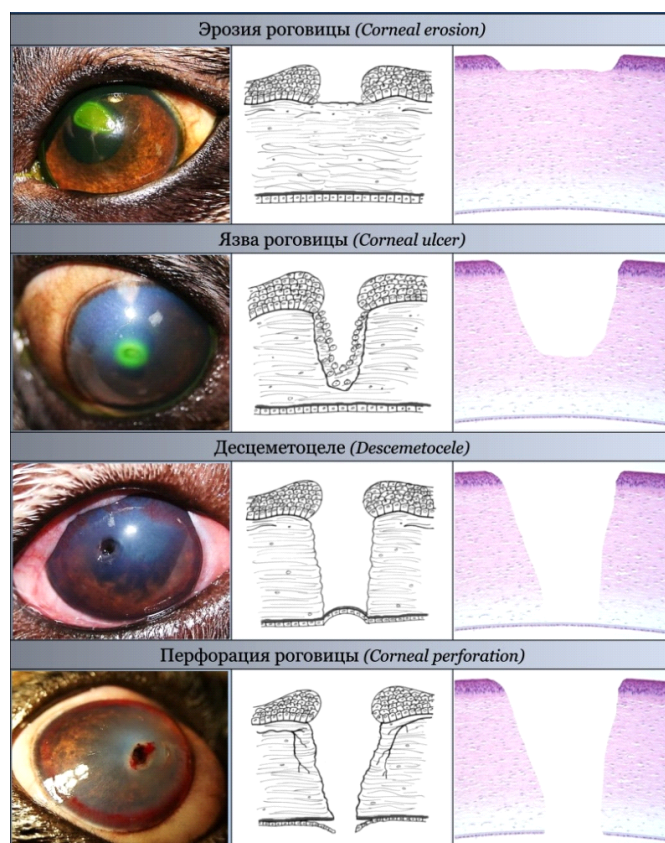 Эрозия роговицы (Corneal erosion)
Язва роговицы (Corneal ulcer)
Десцеметоцеле (Descemetocele)
Перфорация роговицы (Corneal perforation)